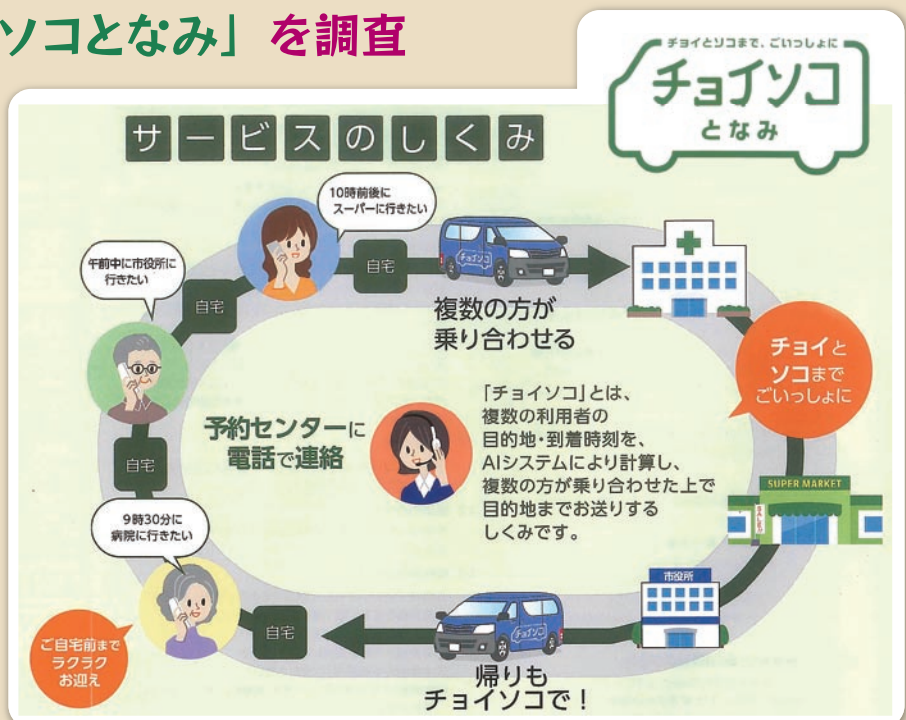 ソコとなみ」を調査
チョイとソコまで、ごいっしょに
チョイソコ
となみ
サービスのしくみ
10時前後に
スーパーに行きたい
午前中に市役所に
行きたい
自宅
自宅
チョイソコ
複数の方が
乗り合わせる
チョイと
ソコまで
ごいっしょに
予約センターに
電話で連絡
「チョイソコ」とは、
複数の利用者の
目的地・到着時刻を、
AIシステムにより計算し、
複数の方が乗り合わせた上で
目的地までお送りする
しくみです。
自宅
SUPER MARKET
SALE
9時30分に
病院に行きたい
市役所
自宅
チョイソコ
ご自宅前まで
ラクラク
お迎え
帰りも
チョイソコで！